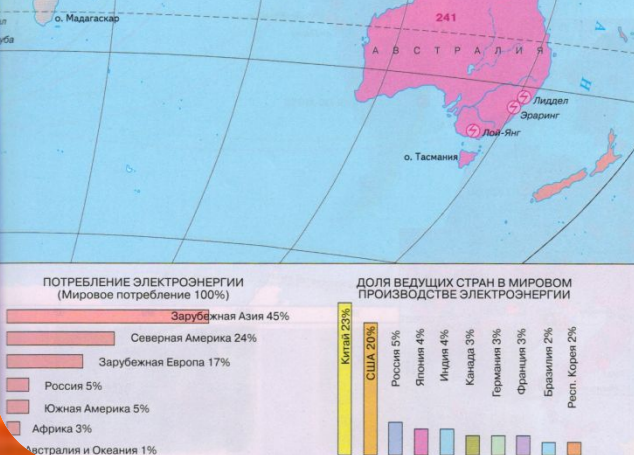 о. Мадагаскар
241
АВСТРАЛИЯ
Лиддел
Эраринг
Лой-Янг
о. Тасмания
ПОТРЕБЛЕНИЕ ЭЛЕКТРОЭНЕРГИИ
(Мировое потребление 100%)
Зарубежная Азия 45%
Северная Америка 24%
Зарубежная Европа 17%
Россия 5%
Южная Америка 5%
Африка 3%
Австралия и Океания 1%
ДОЛЯ ВЕДУЩИХ СТРАН В МИРОВОМ
ПРОИЗВОДСТВЕ ЭЛЕКТРОЭНЕРГИИ
Китай 23%
США 20%
Россия 5%
Япония 4%
Индия 4%
Канада 3%
Германия 3%
Франция 3%
Бразилия 2%
Респ. Корея 2%